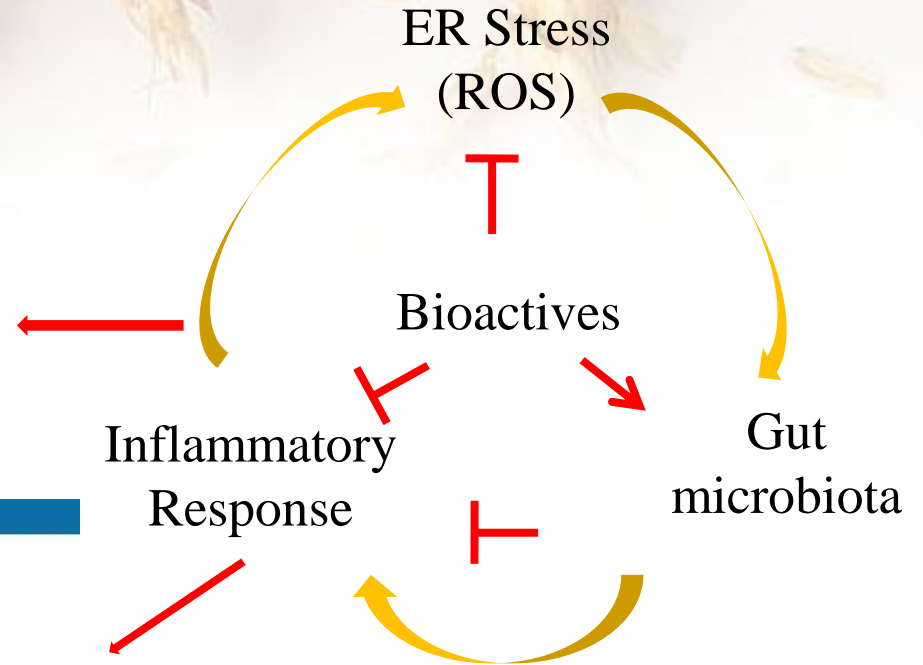 ER Stress
(ROS)
Bioactives
Inflammatory
Response
Gut
microbiota